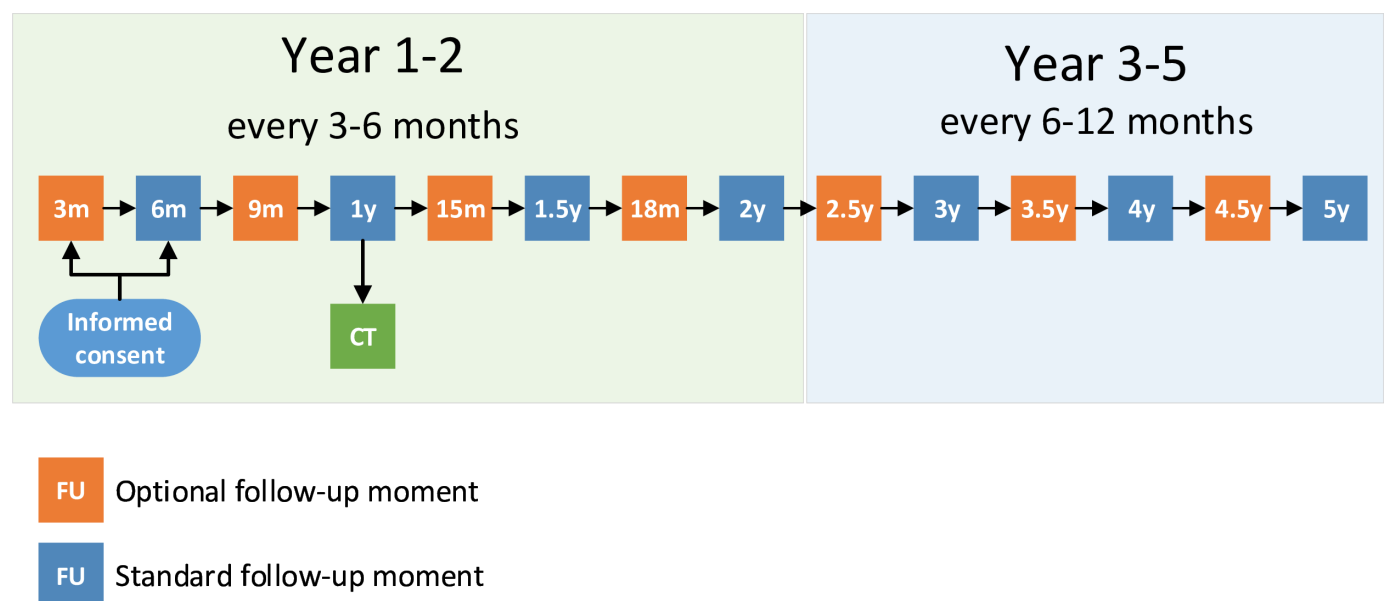 Year 1-2
every 3-6 months
Year 3-5
every 6-12 months
3m
6m
9m
1y
15m
1.5y
18m
2y
2.5y
3y
3.5y
4y
4.5y
5y
Informed
consent
CT
FU Optional follow-up moment
FU Standard follow-up moment